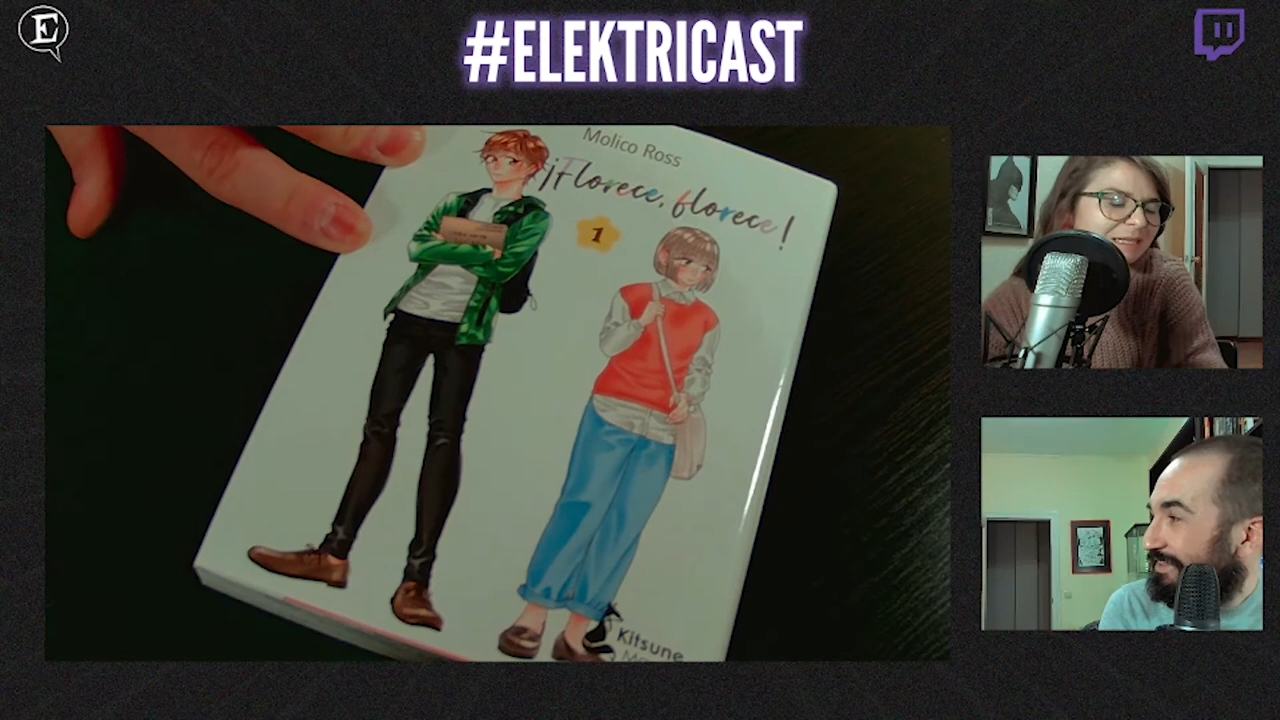 E
#ELEKTRICAST
Molico Ross
¡Florece, florece!
1
Kitsune